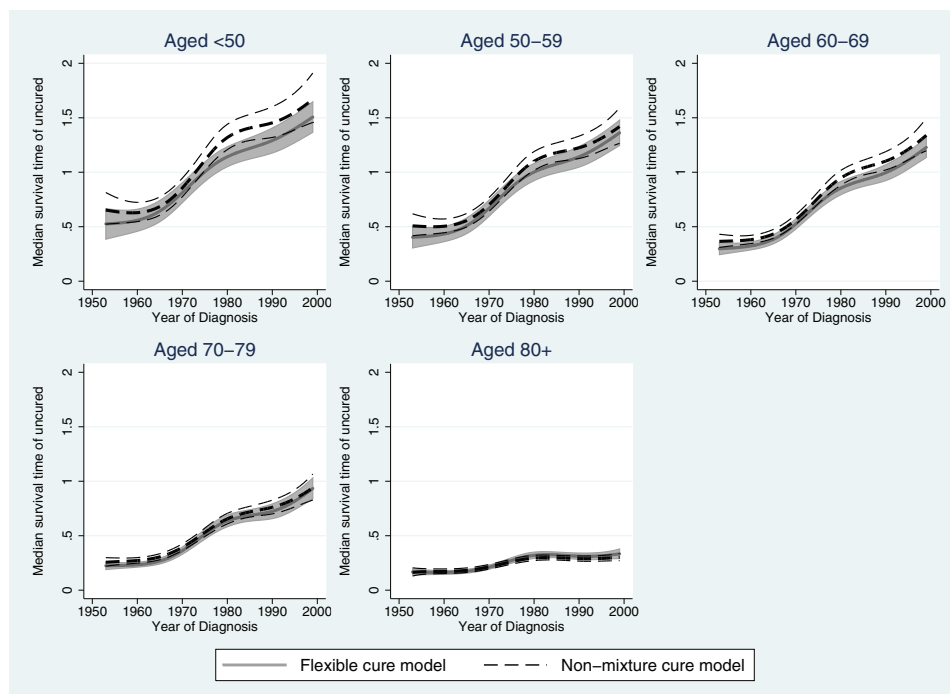 Aged <50
Median survival time of uncured
2
1.5
1
.5
0
1950 1960 1970 1980 1990 2000
Year of Diagnosis
Aged 50–59
Median survival time of uncured
2
1.5
1
.5
0
1950 1960 1970 1980 1990 2000
Year of Diagnosis
Aged 60–69
Median survival time of uncured
2
1.5
1
.5
0
1950 1960 1970 1980 1990 2000
Year of Diagnosis
Aged 70–79
Median survival time of uncured
2
1.5
1
.5
0
1950 1960 1970 1980 1990 2000
Year of Diagnosis
Aged 80+
Median survival time of uncured
2
1.5
1
.5
0
1950 1960 1970 1980 1990 2000
Year of Diagnosis
Flexible cure model
Non–mixture cure model